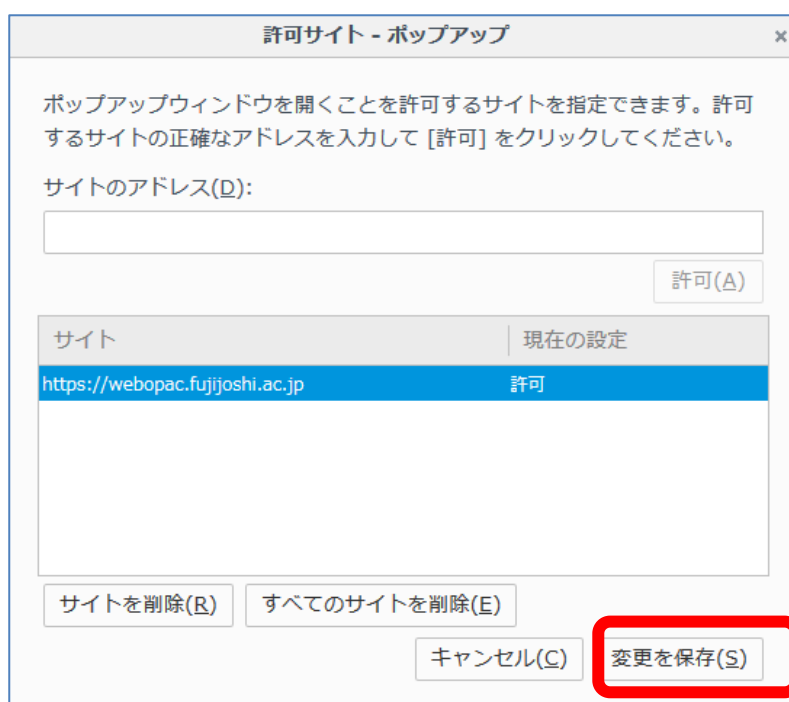 許可サイト - ポップアップ ×
ポップアップウィンドウを開くことを許可するサイトを指定できます。許可
するサイトの正確なアドレスを入力して [許可] をクリックしてください。
サイトのアドレス(D):
許可(A)
サイト 現在の設定
https://webopac.fujijoshi.ac.jp 許可
サイトを削除(R) すべてのサイトを削除(E)
キャンセル(C) 変更を保存(S)